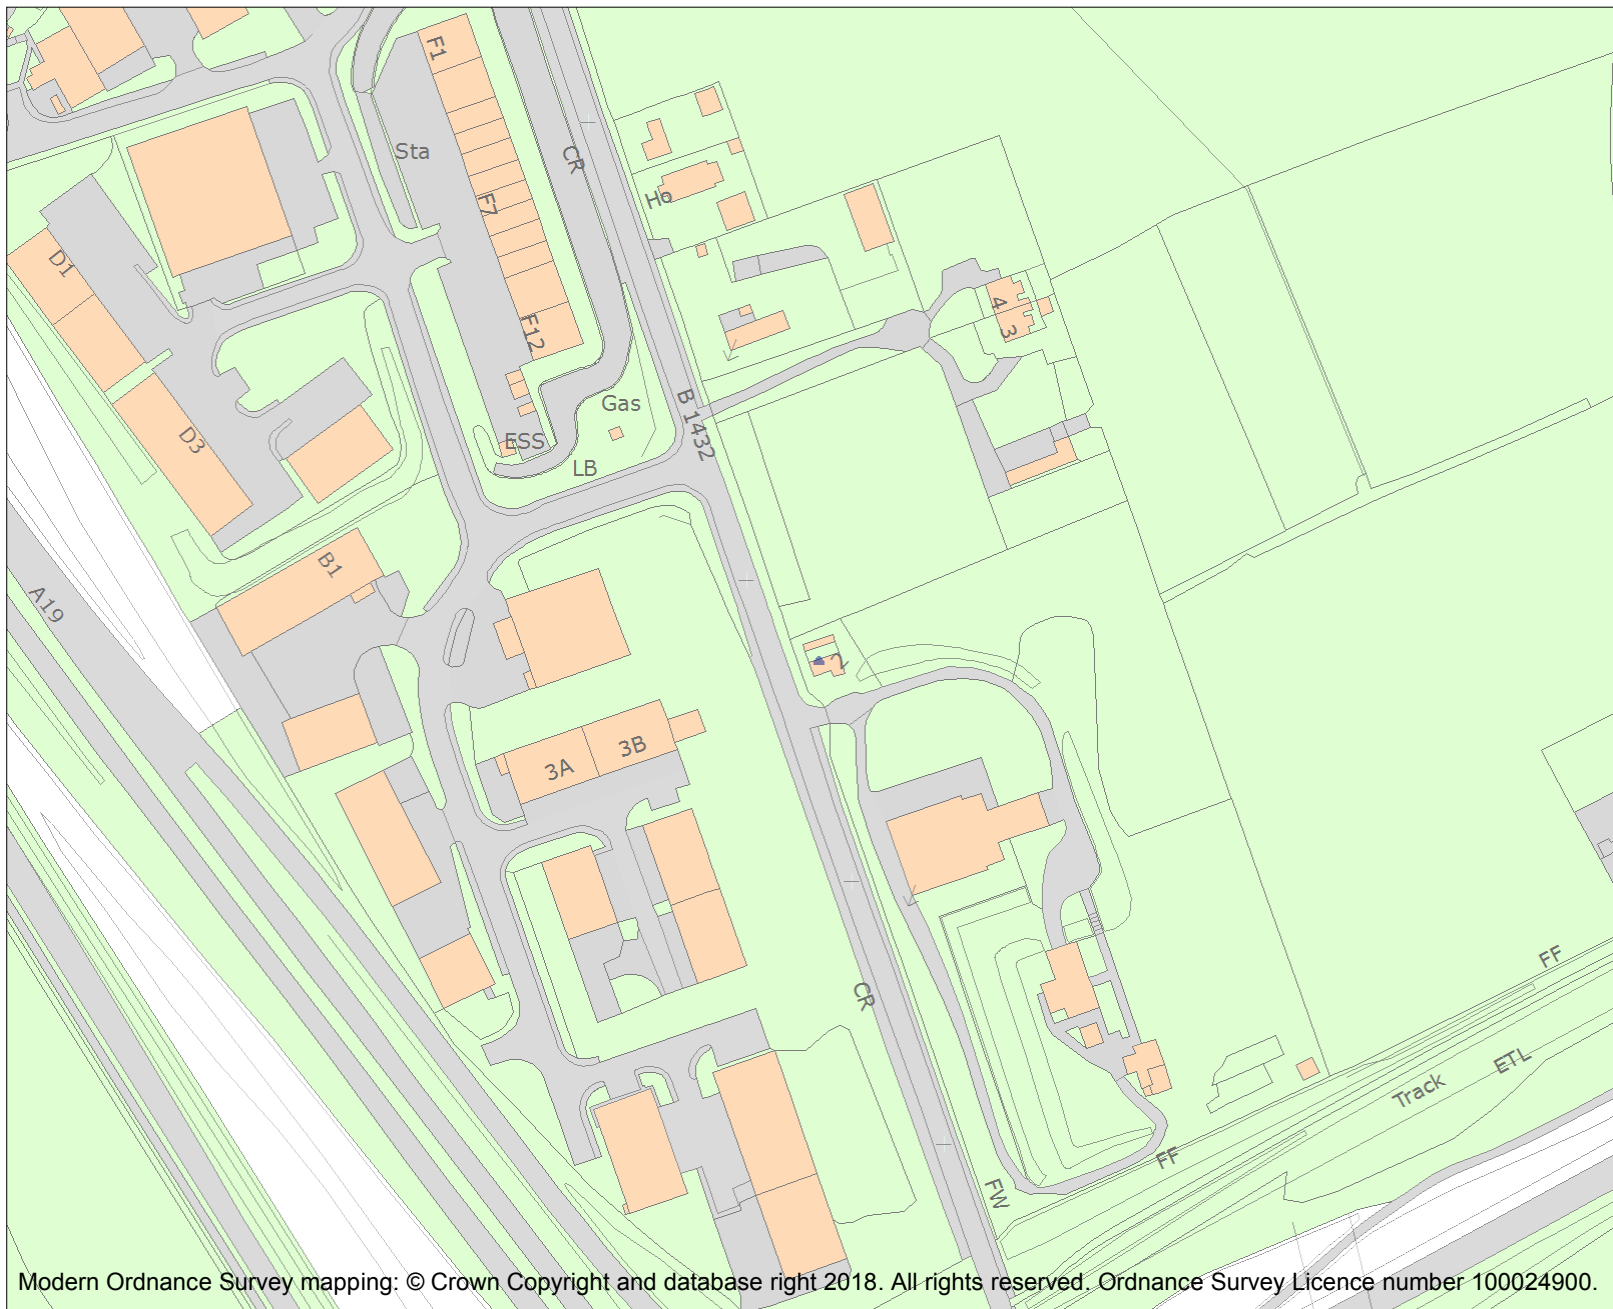 F1
Sta
CR
Ho
F7
D1
4
3
F12
B 1432
Gas
D3
ESS
LB
B1
A19
2
3B
3A
FF
CR
ETL
Track
FF
FW
Modern Ordnance Survey mapping: © Crown Copyright and database right 2018. All rights reserved. Ordnance Survey Licence number 100024900.